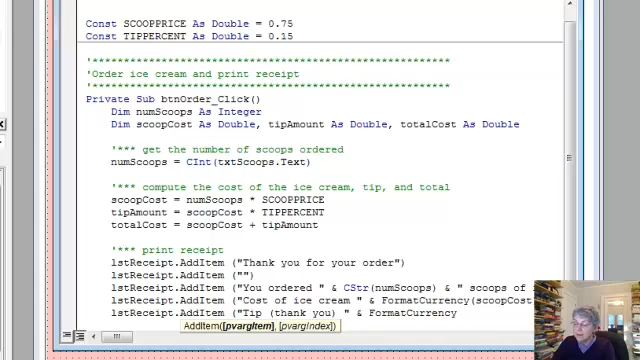 Const SCOOPPRICE As Double = 0.75
Const TIPPERCENT As Double = 0.15
'*********************************************************
'Order ice cream and print receipt
'*********************************************************
Private Sub btnOrder_Click()
Dim numScoops As Integer
Dim scoopCost As Double, tipAmount As Double, totalCost As Double
'*** get the number of scoops ordered
numScoops = CInt(txtScoops.Text)
'*** compute the cost of the ice cream, tip, and total
scoopCost = numScoops * SCOOPPRICE
tipAmount = scoopCost * TIPPERCENT
totalCost = scoopCost + tipAmount
'*** print receipt
lstReceipt.AddItem ("Thank you for your order")
lstReceipt.AddItem ("")
lstReceipt.AddItem ("You ordered " & CStr(numScoops) & " scoops of
lstReceipt.AddItem ("Cost of ice cream " & FormatCurrency(scoopCost
lstReceipt.AddItem ("Tip (thank you) " & FormatCurrency
AddItem([pvargItem], [pvargIndex])